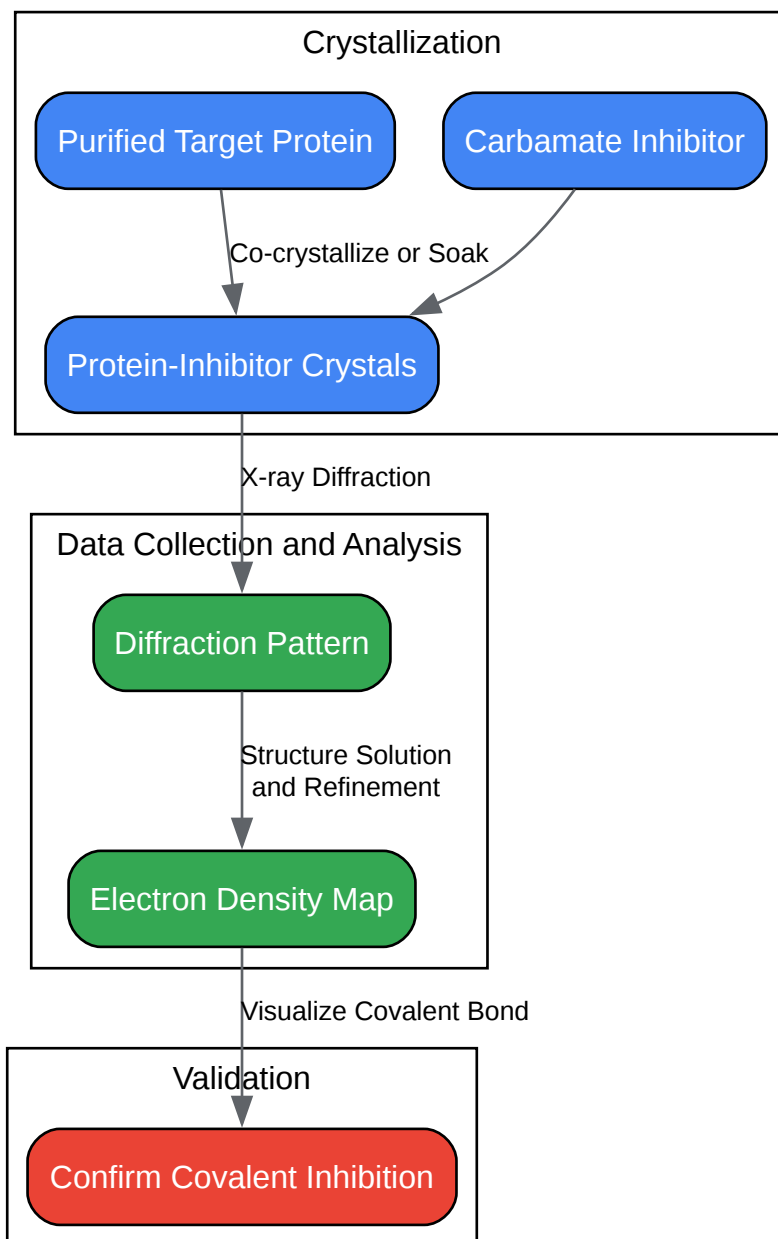 Crystallization
Purified Target Protein
Carbamate Inhibitor
Co-crystallize or Soak
Protein-Inhibitor Crystals
X-ray Diffraction
Data Collection and Analysis
Diffraction Pattern
Structure Solution
and Refinement
Electron Density Map
Visualize Covalent Bond
Validation
Confirm Covalent Inhibition